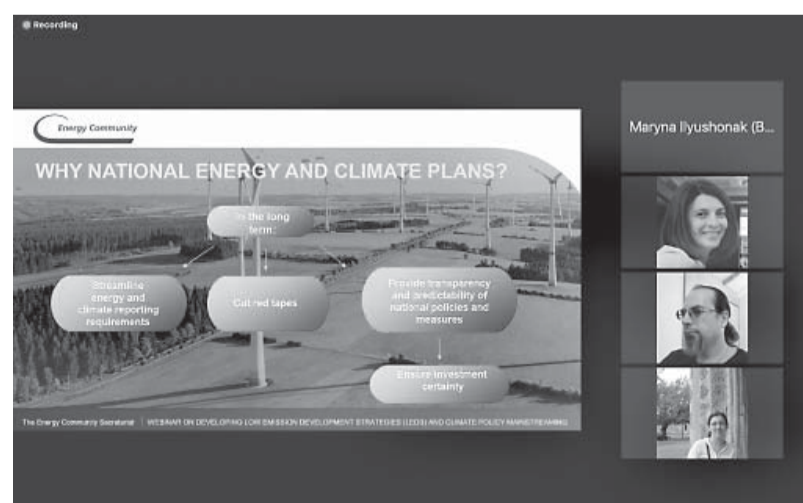 Recording
Energy Community
WHY NATIONAL ENERGY AND CLIMATE PLANS?
In the long
term:
Streamline
energy and
climate reporting
requirements
Cut red tapes
Provide transparency
and predictability of
national policies and
measures
Ensure investment
certainty
The Energy Community Secretariat | WEBINAR ON DEVELOPING LOW EMISSION DEVELOPMENT STRATEGIES (LEDS) AND CLIMATE POLICY MAINSTREAMING
Maryna Ilyushonak (B...